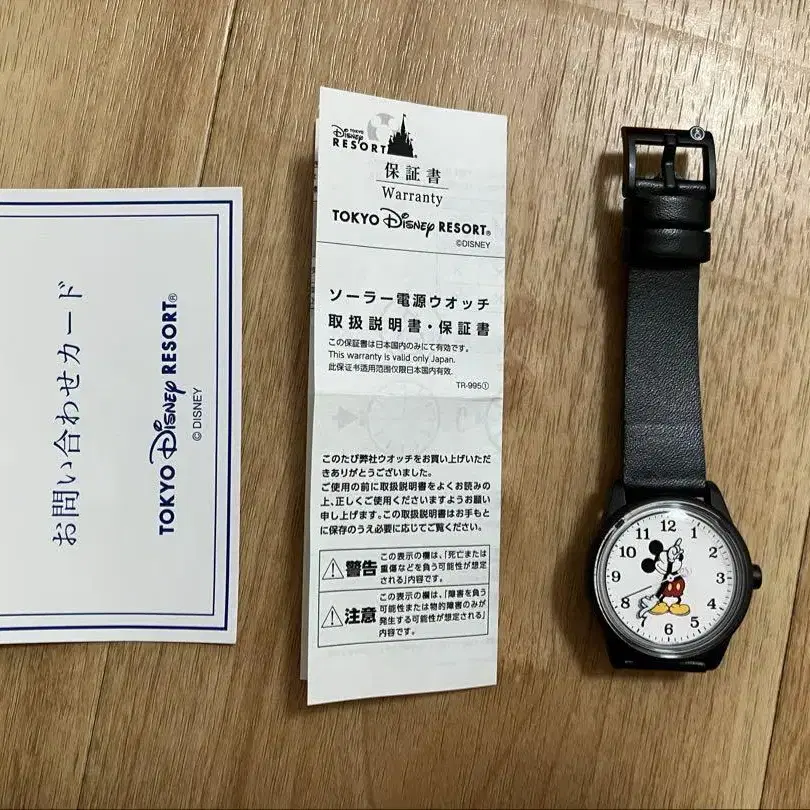 お問い合わせカード
TOKYO Disney RESORT®
© DISNEY
TOKYO
Disney
RESORT
保証書
Warranty
TOKYO Disney RESORT®
©DISNEY
ソーラー電源ウオッチ
取扱説明書・保証書
この保証書は日本国内のみにて有効です。
This warranty is valid only Japan.
此保证书适用范围仅限日本国内有效.
TR-995①
このたび弊社ウオッチをお買い上げいただ
きありがとうございました。
ご使用の前に取扱説明書をよくお読みの
上、正しくご使用くださいますようお願い
申し上げます。この取扱説明書はお手もと
に保存のうえ必要に応じてご覧ください。
警告
この表示の欄は、「死亡または
重傷などを負う可能性が想定
される」内容です。
注意
この表示の欄は、「障害を負う
可能性または物的障害のみが
発生する可能性が想定される」
内容です。
12
11
1
10
2
9
3
8
4
7
5
6